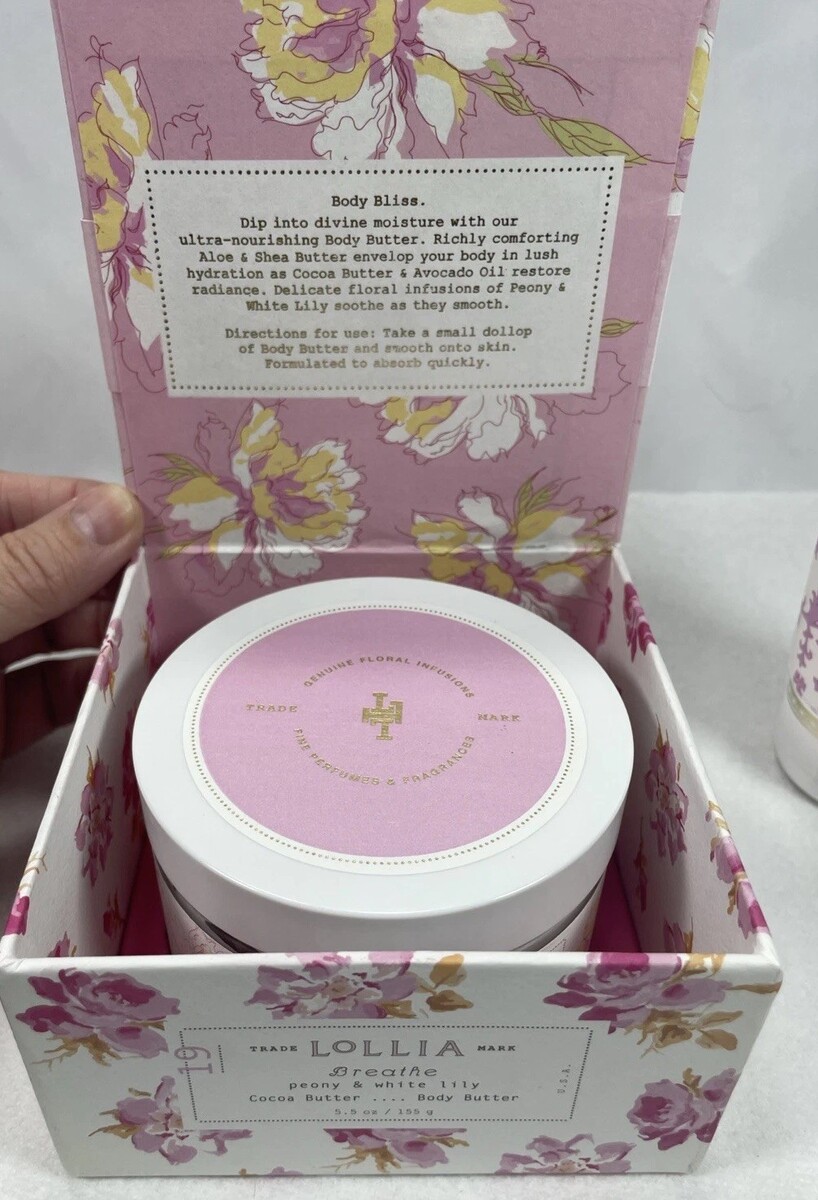 Body Bliss.
Dip into divine moisture with our
ultra-nourishing Body Butter. Richly comforting
Aloe & Shea Butter envelop your body in lush
hydration as Cocoa Butter & Avocado Oil restore
radiance. Delicate floral infusions of Peony &
White Lily soothe as they smooth.
Directions for use: Take a small dollop
of Body Butter and smooth onto skin.
Formulated to absorb quickly.
GENUINE FLORAL INFUSIONS
TRADE MARK
FINE PERFUMES & FRAGRANCES
19
TRADE LOLLIA MARK
Breathe
peony & white lily
Cocoa Butter .... Body Butter
5.5 oz / 155 g
U.S.A.